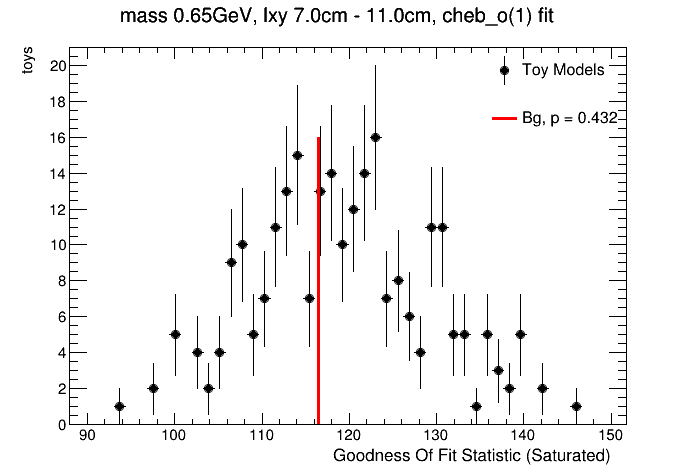 mass 0.65GeV, lxy 7.0cm - 11.0cm, cheb_o(1) fit
toys
20
18
16
14
12
10
8
6
4
2
0
Toy Models
Bg, p = 0.432
90 100 110 120 130 140 150
Goodness Of Fit Statistic (Saturated)